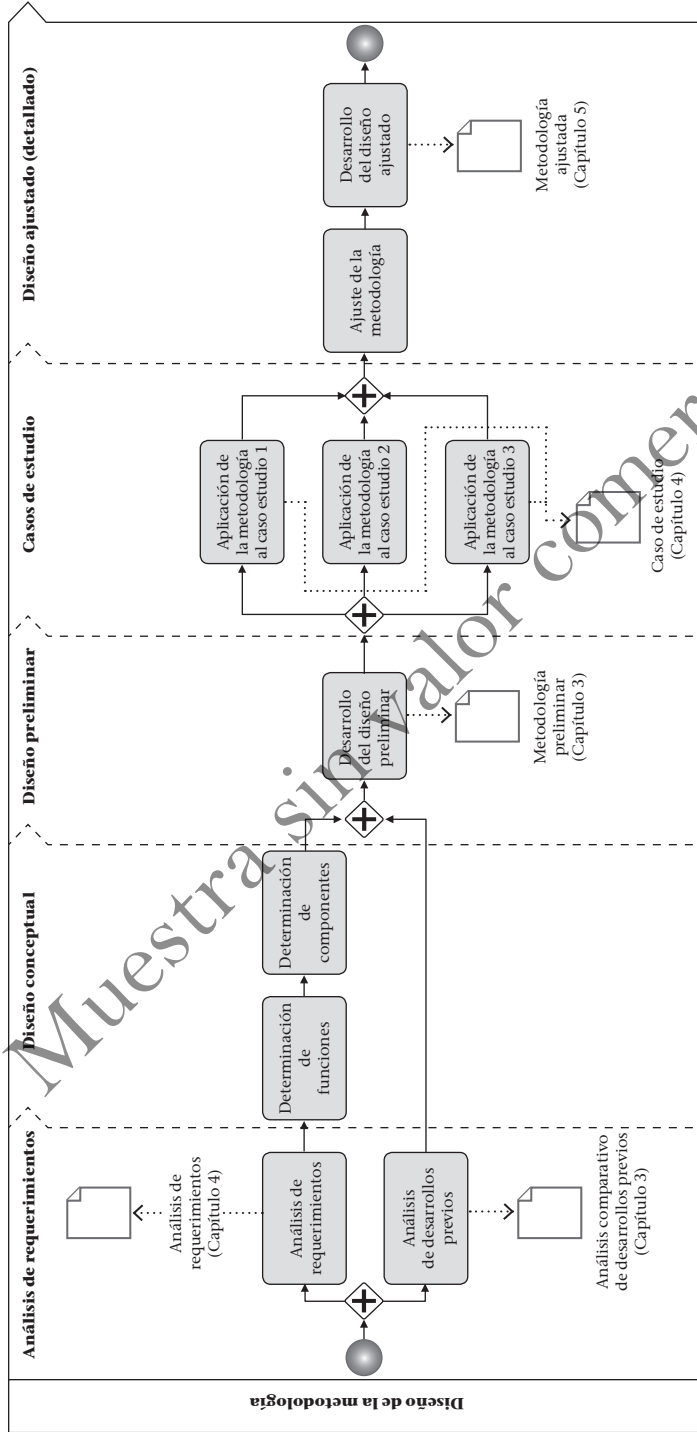 Diseño de la metodología
Análisis de requerimientos
Diseño conceptual
Diseño preliminar
Casos de estudio
Diseño ajustado (detallado)
Análisis de
requerimientos
(Capítulo 4)
Análisis de
requerimientos
Análisis
de desarrollos
previos
Análisis comparativo
de desarrollos previos
(Capítulo 3)
Determinación
de
funciones
Determinación
de
componentes
Desarrollo
del diseño
preliminar
Metodología
preliminar
(Capítulo 3)
Aplicación de
la metodología
al caso estudio 1
Aplicación de
la metodología
al caso estudio 2
Aplicación de
la metodología
al caso estudio 3
Caso de estudio
(Capítulo 4)
Ajuste de la
metodología
Desarrollo
del diseño
ajustado
Metodología
ajustada
(Capítulo 5)
Muestra sin valor comer